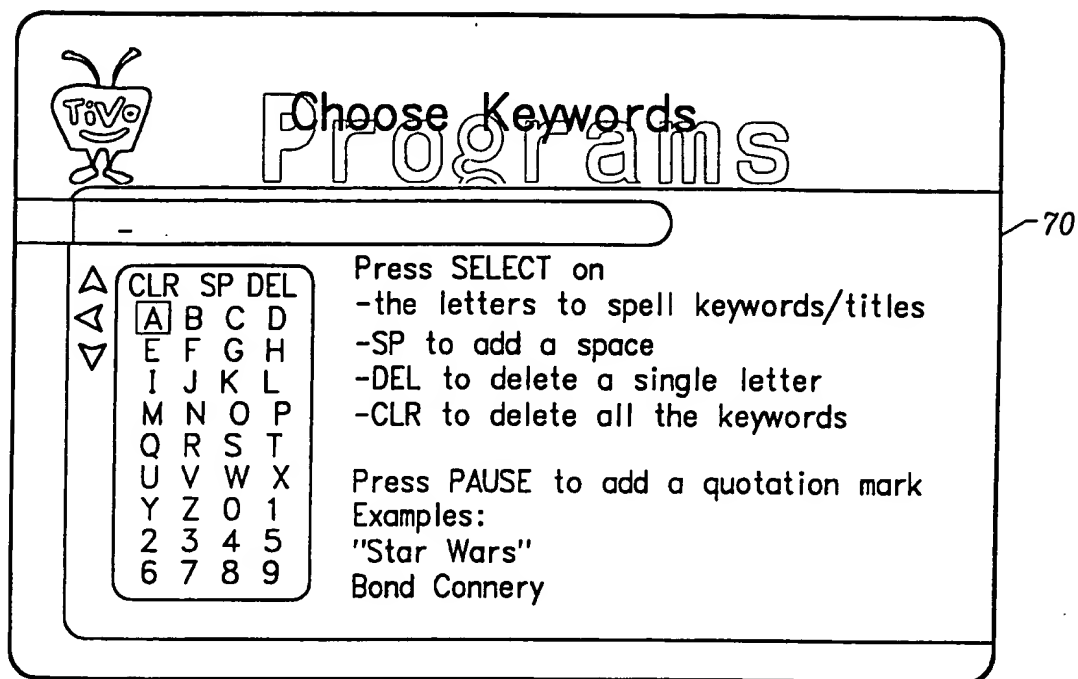 TiVo
Choose Keywords
Programs
70
CLR SP DEL
A B C D
E F G H
I J K L
M N O P
Q R S T
U V W X
Y Z 0 1
2 3 4 5
6 7 8 9
Press SELECT on
-the letters to spell keywords/titles
-SP to add a space
-DEL to delete a single letter
-CLR to delete all the keywords
Press PAUSE to add a quotation mark
Examples:
"Star Wars"
Bond Connery